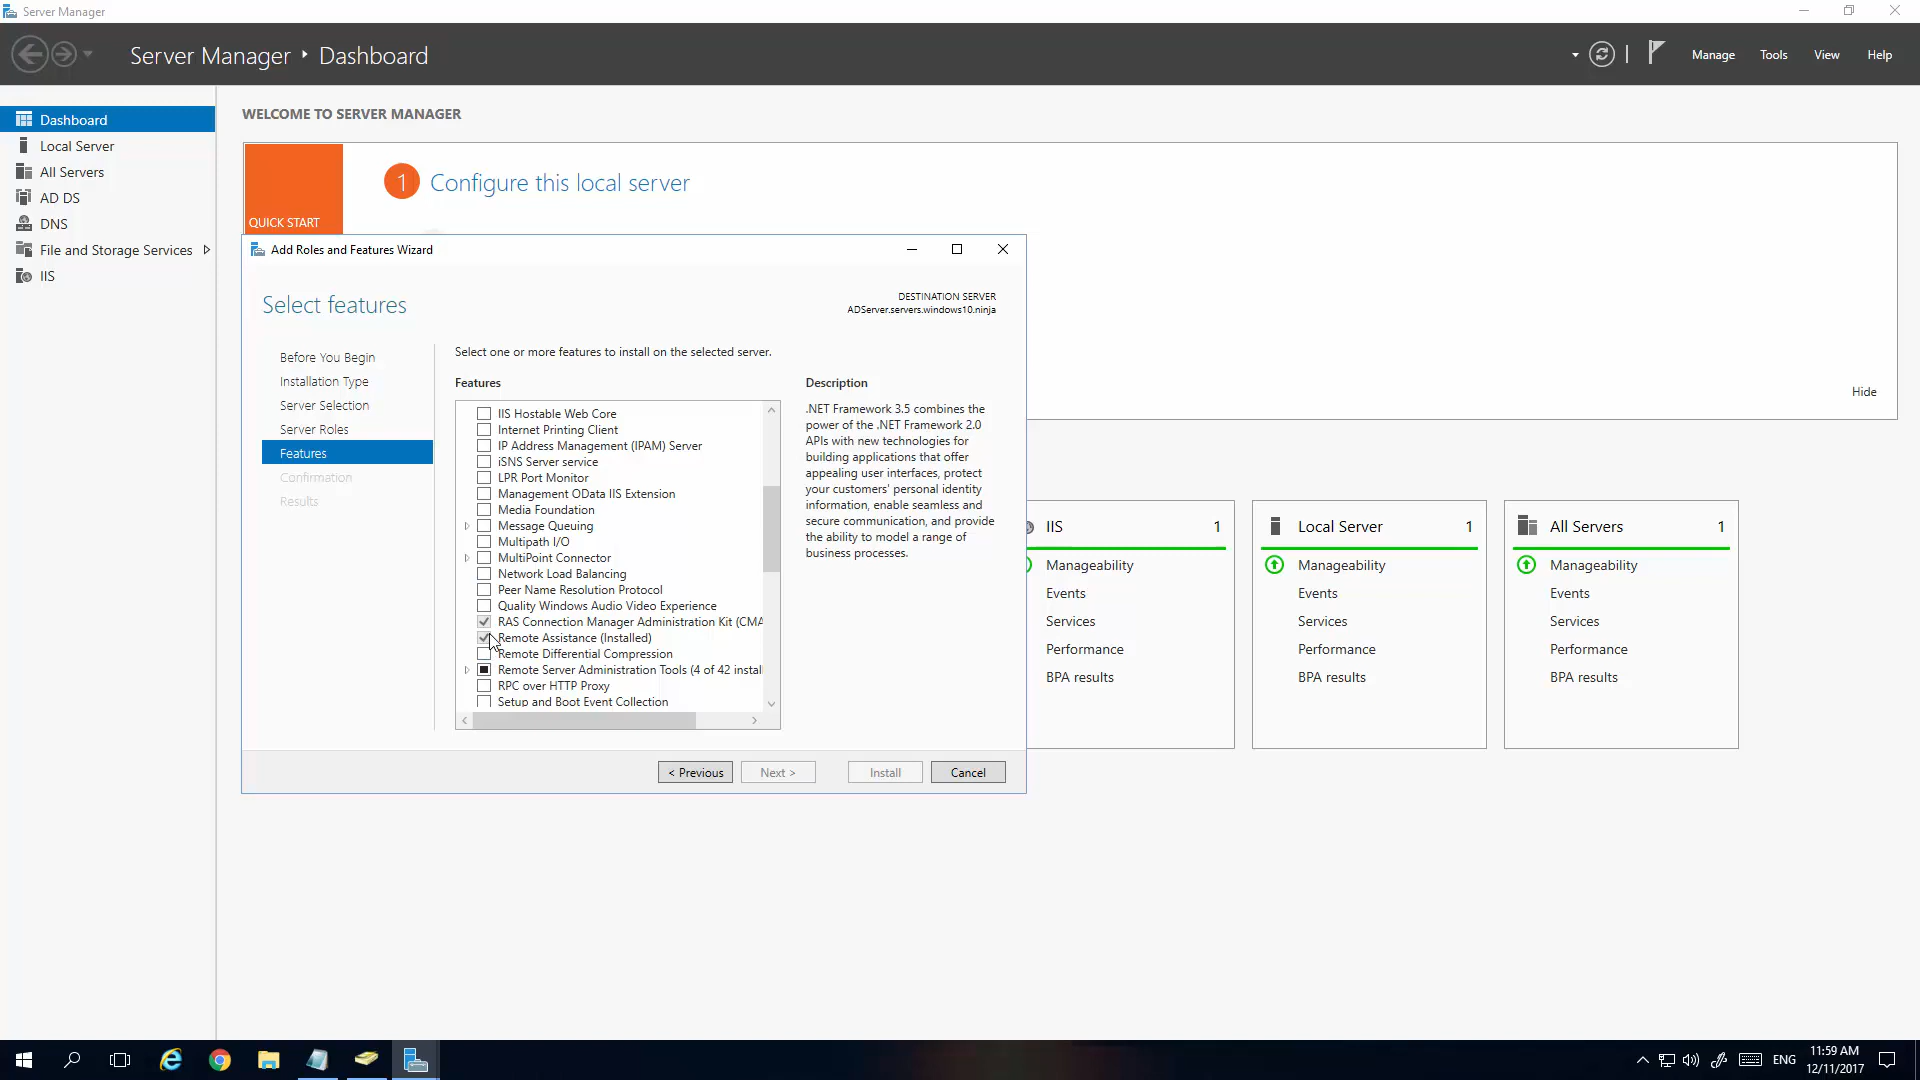 Server Manager
Server Manager ‣ Dashboard
Manage
Tools
View
Help
Dashboard
Local Server
All Servers
AD DS
DNS
File and Storage Services
IIS
WELCOME TO SERVER MANAGER
QUICK START
1 Configure this local server
Hide
Add Roles and Features Wizard
Select features
DESTINATION SERVER
ADServer.servers.windows10.ninja
Before You Begin
Installation Type
Server Selection
Server Roles
Features
Confirmation
Results
Select one or more features to install on the selected server.
Features
IIS Hostable Web Core
Internet Printing Client
IP Address Management (IPAM) Server
iSNS Server service
LPR Port Monitor
Management OData IIS Extension
Media Foundation
Message Queuing
Multipath I/O
MultiPoint Connector
Network Load Balancing
Peer Name Resolution Protocol
Quality Windows Audio Video Experience
RAS Connection Manager Administration Kit (CMA
Remote Assistance (Installed)
Remote Differential Compression
Remote Server Administration Tools (4 of 42 instal
RPC over HTTP Proxy
Setup and Boot Event Collection
Description
.NET Framework 3.5 combines the
power of the .NET Framework 2.0
APIs with new technologies for
building applications that offer
appealing user interfaces, protect
your customers' personal identity
information, enable seamless and
secure communication, and provide
the ability to model a range of
business processes.
< Previous
Next >
Install
Cancel
IIS 1
Manageability
Events
Services
Performance
BPA results
Local Server 1
Manageability
Events
Services
Performance
BPA results
All Servers 1
Manageability
Events
Services
Performance
BPA results
ENG
11:59 AM
12/11/2017